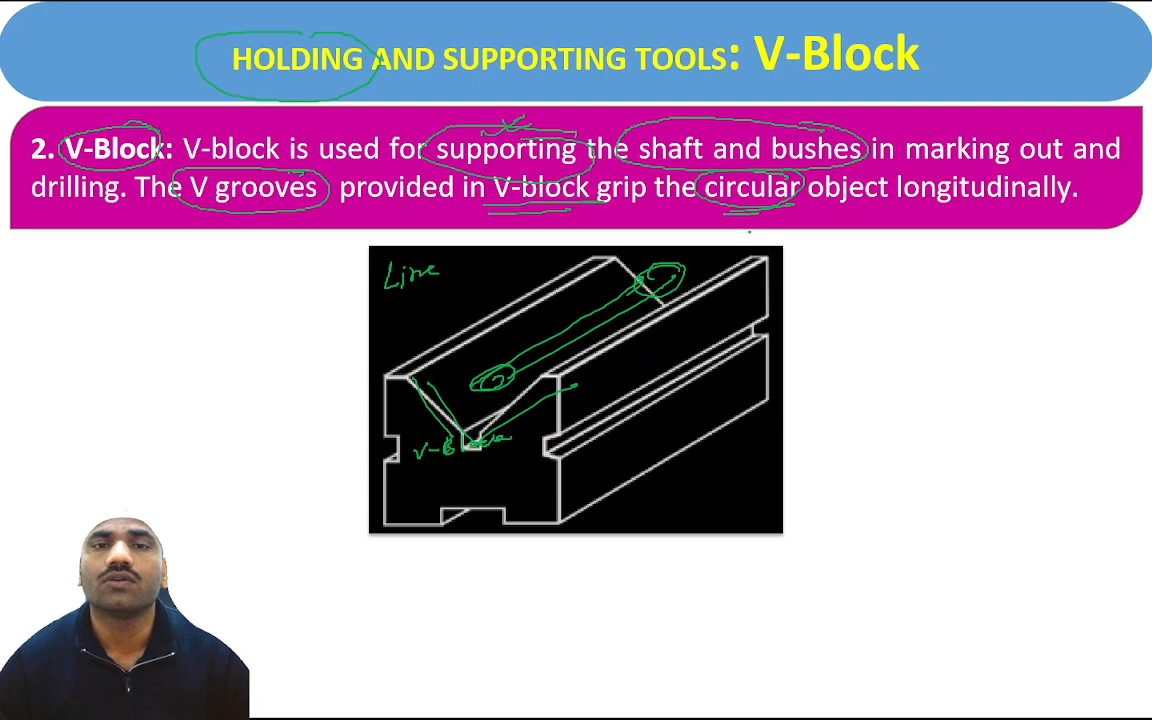 HOLDING AND SUPPORTING TOOLS: V-Block
2. V-Block: V-block is used for supporting the shaft and bushes in marking out and
drilling. The V grooves provided in V-block grip the circular object longitudinally.
Line
V-Block